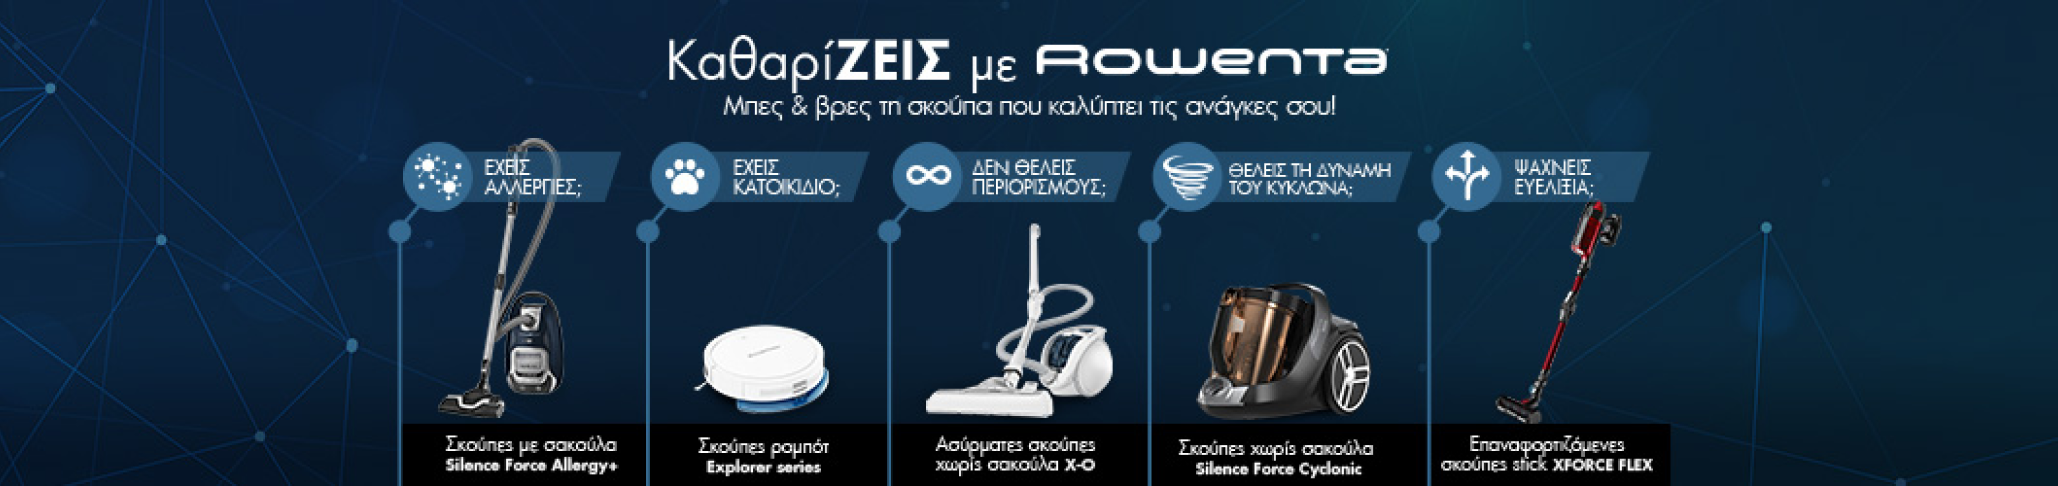 ΚαθαρίΖΕΙΣ με Rowenta
Μπες & βρες τη σκούπα που καλύπτει τις ανάγκες σου!
ΕΧΕΙΣ
ΑΛΛΕΡΓΙΕΣ;
ΕΧΕΙΣ
ΚΑΤΟΙΚΙΔΙΟ;
ΔΕΝ ΘΕΛΕΙΣ
ΠΕΡΙΟΡΙΣΜΟΥΣ;
ΘΕΛΕΙΣ ΤΗ ΔΥΝΑΜΗ
ΤΟΥ ΚΥΚΛΩΝΑ;
ΨΑΧΝΕΙΣ
ΕΥΕΛΙΞΙΑ;
Σκούπες με σακούλα
Silence Force Allergy+
Σκούπες ρομπότ
Explorer series
Ασύρματες σκούπες
χωρίς σακούλα X-O
Σκούπες χωρίς σακούλα
Silence Force Cyclonic
Επαναφορτιζόμενες
σκούπες stick XFORCE FLEX